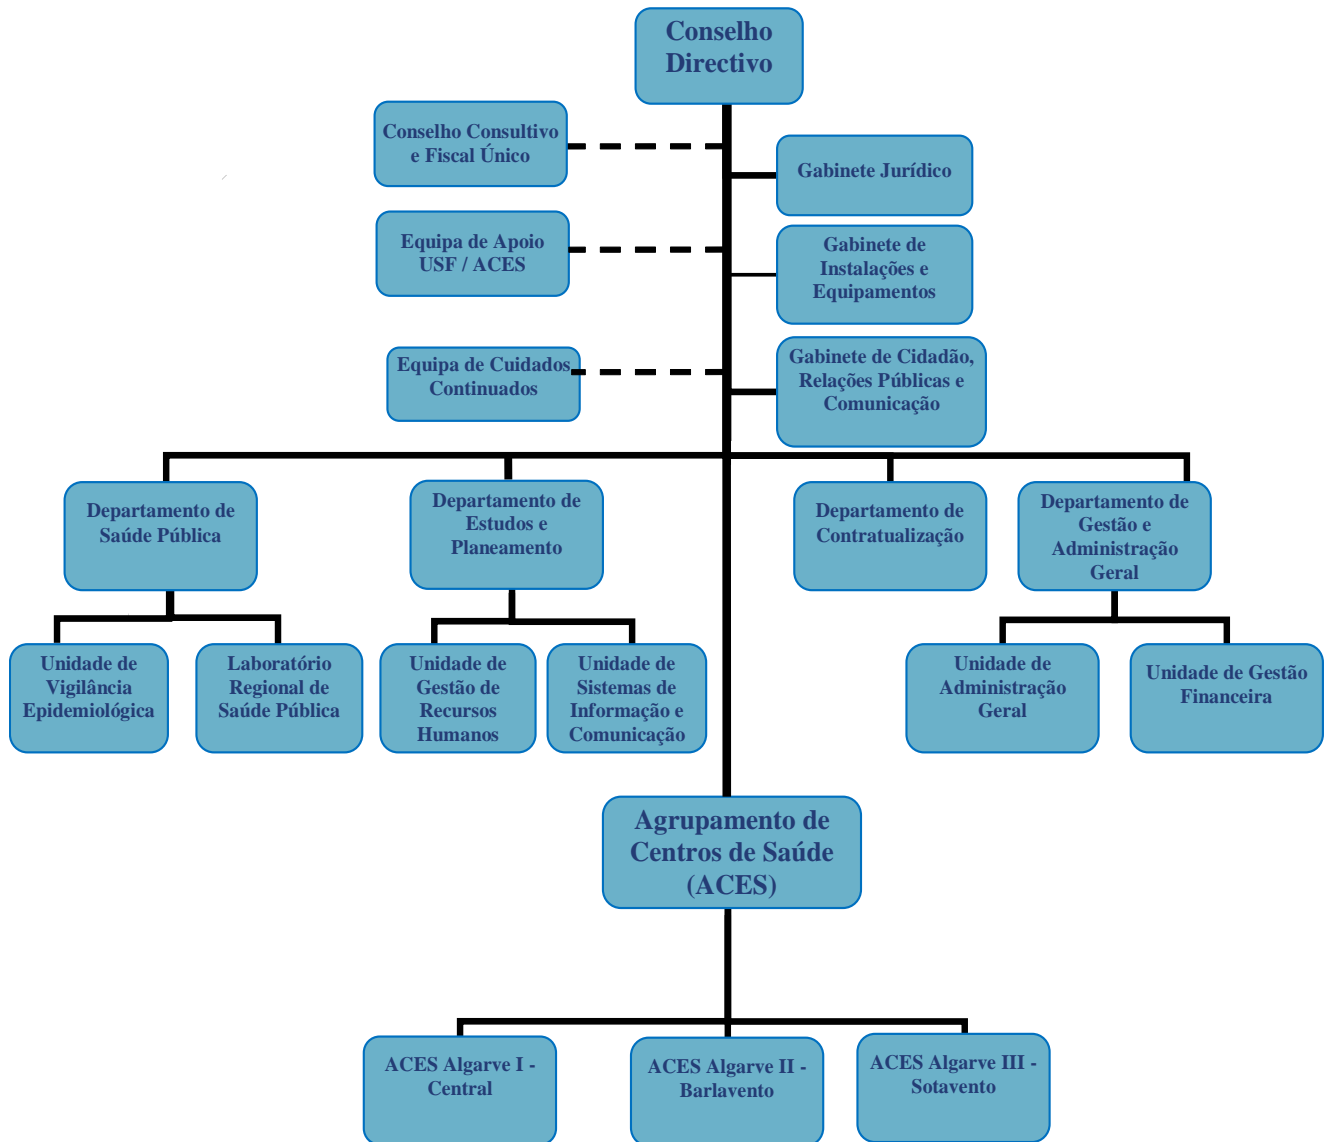 Conselho
Directivo
Conselho Consultivo
e Fiscal Único
Gabinete Jurídico
Equipa de Apoio
USF / ACES
Gabinete de
Instalações e
Equipamentos
Equipa de Cuidados
Continuados
Gabinete de Cidadão,
Relações Públicas e
Comunicação
Departamento de
Saúde Pública
Departamento de
Estudos e
Planeamento
Departamento de
Contratualização
Departamento de
Gestão e
Administração
Geral
Unidade de
Vigilância
Epidemiológica
Laboratório
Regional de
Saúde Pública
Unidade de
Gestão de
Recursos
Humanos
Unidade de
Sistemas de
Informação e
Comunicação
Unidade de
Administração
Geral
Unidade de Gestão
Financeira
Agrupamento de
Centros de Saúde
(ACES)
ACES Algarve I -
Central
ACES Algarve II -
Barlavento
ACES Algarve III -
Sotavento